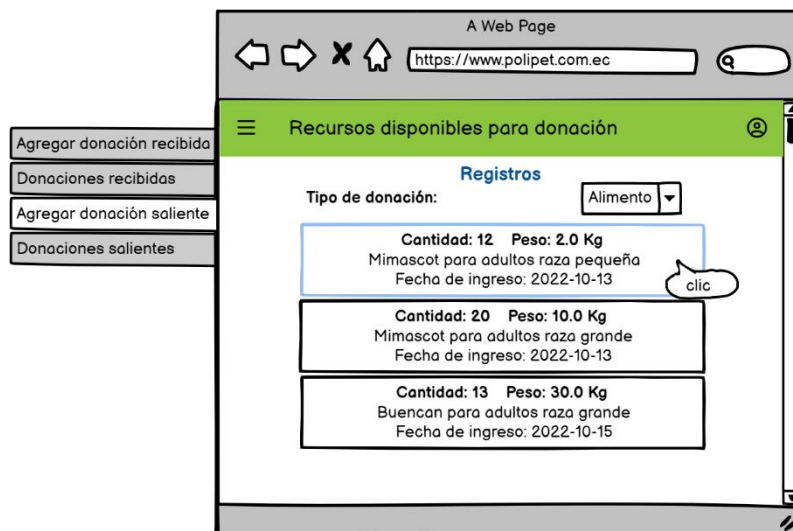 A Web Page
https://www.polipet.com.ec
Agregar donación recibida
Donaciones recibidas
Agregar donación saliente
Donaciones salientes
Recursos disponibles para donación
Registros
Tipo de donación:
Alimento
Cantidad: 12 Peso: 2.0 Kg
Mimascot para adultos raza pequeña
Fecha de ingreso: 2022-10-13
clic
Cantidad: 20 Peso: 10.0 Kg
Mimascot para adultos raza grande
Fecha de ingreso: 2022-10-13
Cantidad: 13 Peso: 30.0 Kg
Buencan para adultos raza grande
Fecha de ingreso: 2022-10-15